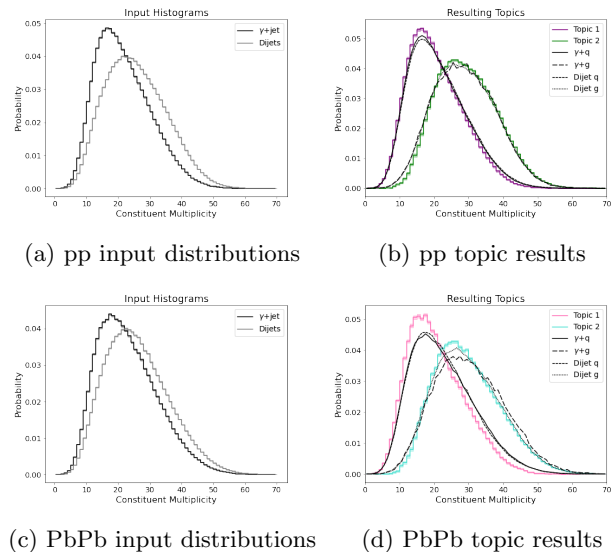 Input Histograms
γ+jet
Dijets
0.05
0.04
0.03
0.02
0.01
0.00
Probability
0 10 20 30 40 50 60 70
Constituent Multiplicity
(a) pp input distributions
Resulting Topics
Topic 1
Topic 2
γ+q
γ+g
Dijet q
Dijet g
0.05
0.04
0.03
0.02
0.01
0.00
Probability
0 10 20 30 40 50 60 70
Constituent Multiplicity
(b) pp topic results
Input Histograms
γ+jet
Dijets
0.04
0.03
0.02
0.01
0.00
Probability
0 10 20 30 40 50 60 70
Constituent Multiplicity
(c) PbPb input distributions
Resulting Topics
Topic 1
Topic 2
γ+q
γ+g
Dijet q
Dijet g
0.05
0.04
0.03
0.02
0.01
0.00
Probability
0 10 20 30 40 50 60 70
Constituent Multiplicity
(d) PbPb topic results